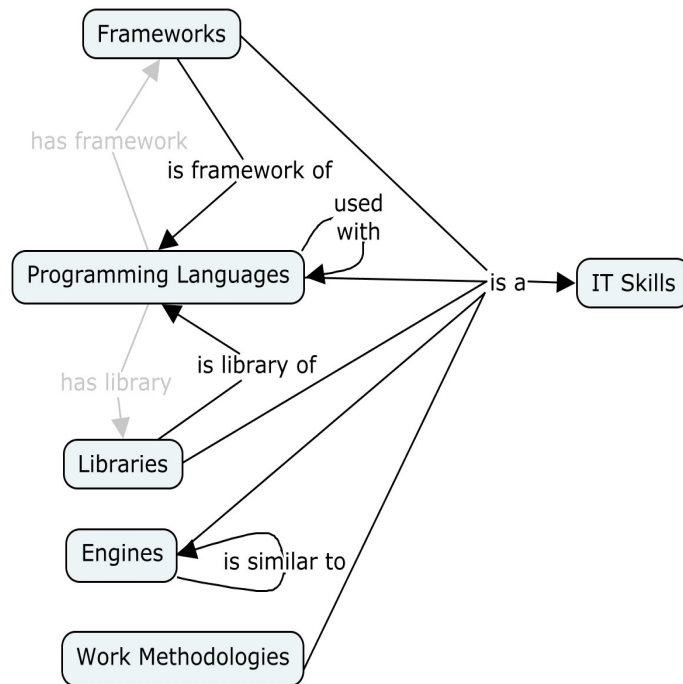 Frameworks
has framework
is framework of
used
with
Programming Languages
is a
IT Skills
is library of
has library
Libraries
Engines
is similar to
Work Methodologies